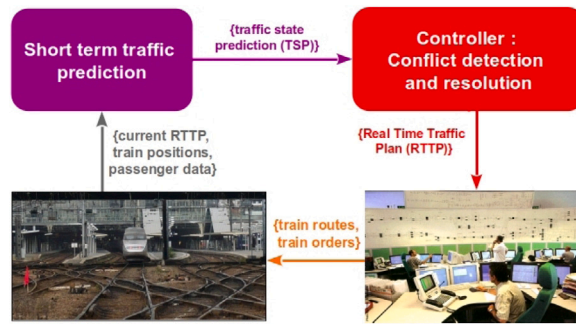 Short term traffic
prediction
{traffic state
prediction (TSP)}
Controller :
Conflict detection
and resolution
{current RTTP,
train positions,
passenger data}
{Real Time Traffic
Plan (RTTP)}
{train routes,
train orders}